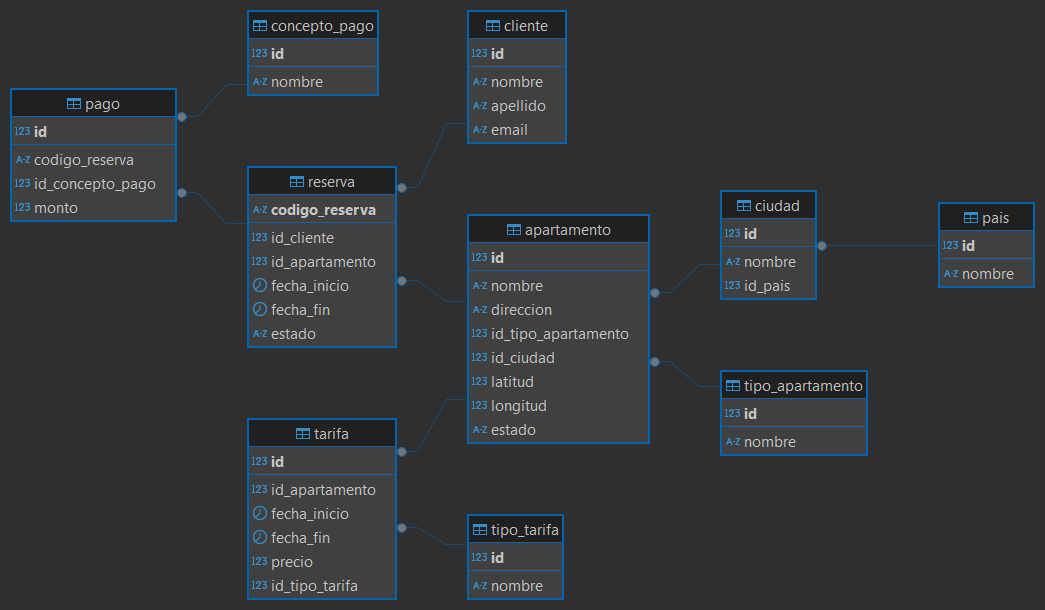 concepto_pago
123 id
A-Z nombre
cliente
123 id
A-Z nombre
A-Z apellido
A-Z email
pago
123 id
A-Z codigo_reserva
123 id_concepto_pago
123 monto
reserva
A-Z codigo_reserva
123 id_cliente
123 id_apartamento
fecha_inicio
fecha_fin
A-Z estado
apartamento
123 id
A-Z nombre
A-Z direccion
123 id_tipo_apartamento
123 id_ciudad
123 latitud
123 longitud
A-Z estado
ciudad
123 id
A-Z nombre
123 id_pais
pais
123 id
A-Z nombre
tipo_apartamento
123 id
A-Z nombre
tarifa
123 id
123 id_apartamento
fecha_inicio
fecha_fin
123 precio
123 id_tipo_tarifa
tipo_tarifa
123 id
A-Z nombre